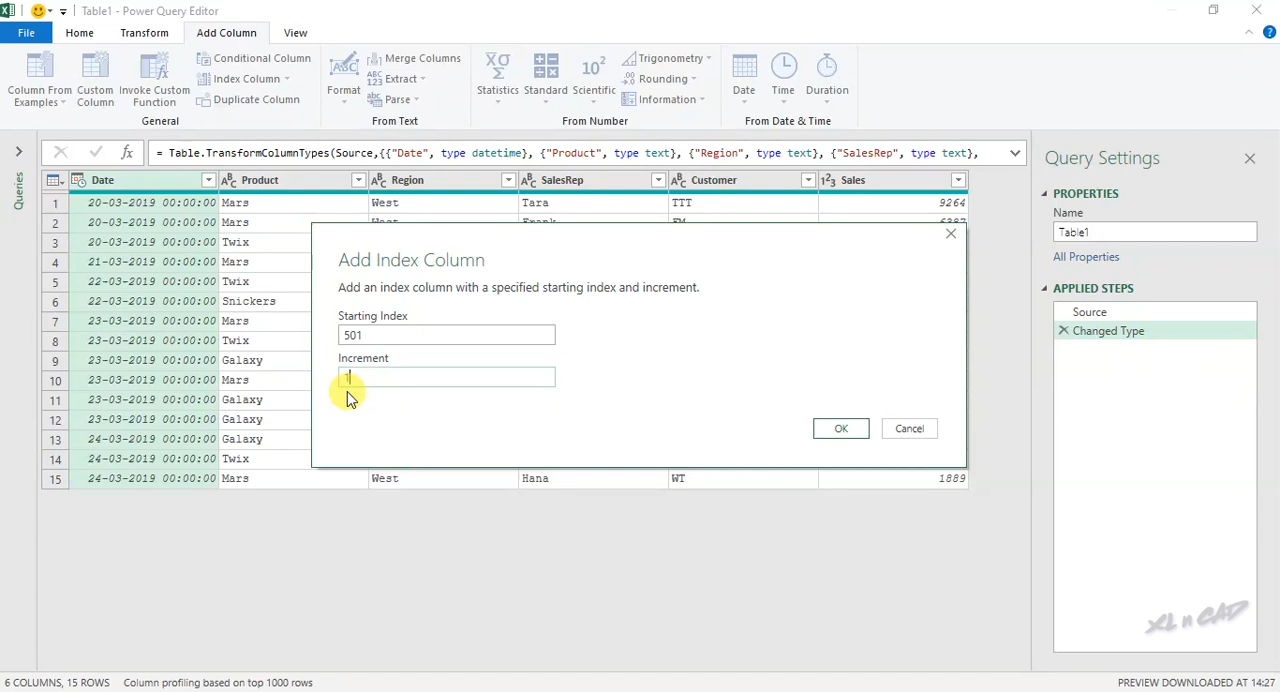 Table1 - Power Query Editor
File Home Transform Add Column View
Column From Examples
Custom Column
Invoke Custom Function
Conditional Column
Index Column
Duplicate Column
General
Format
Merge Columns
Extract
Parse
From Text
Statistics
Standard
Scientific
Trigonometry
Rounding
Information
From Number
Date
Time
Duration
From Date & Time
Queries
= Table.TransformColumnTypes(Source,{{"Date", type datetime}, {"Product", type text}, {"Region", type text}, {"SalesRep", type text},
Date Product Region SalesRep Customer Sales
1 20-03-2019 00:00:00 Mars West Tara TTT 9264
2 20-03-2019 00:00:00 Mars
3 20-03-2019 00:00:00 Twix
4 21-03-2019 00:00:00 Mars
5 22-03-2019 00:00:00 Twix
6 22-03-2019 00:00:00 Snickers
7 23-03-2019 00:00:00 Mars
8 23-03-2019 00:00:00 Twix
9 23-03-2019 00:00:00 Galaxy
10 23-03-2019 00:00:00 Mars
11 23-03-2019 00:00:00 Galaxy
12 23-03-2019 00:00:00 Galaxy
13 24-03-2019 00:00:00 Galaxy
14 24-03-2019 00:00:00 Twix
15 24-03-2019 00:00:00 Mars West Hana WT 1889
Add Index Column
Add an index column with a specified starting index and increment.
Starting Index
501
Increment
1
OK Cancel
Query Settings
PROPERTIES
Name
Table1
All Properties
APPLIED STEPS
Source
Changed Type
XL n CAD
6 COLUMNS, 15 ROWS Column profiling based on top 1000 rows
PREVIEW DOWNLOADED AT 14:27